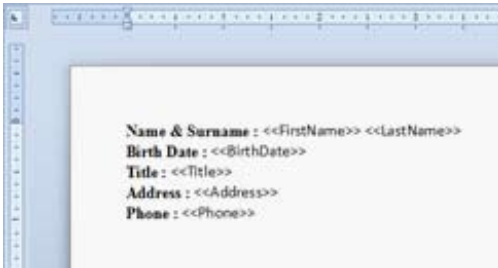 Name & Surname : <<FirstName>> <<LastName>>
Birth Date : <<BirthDate>>
Title : <<Title>>
Address : <<Address>>
Phone : <<Phone>>